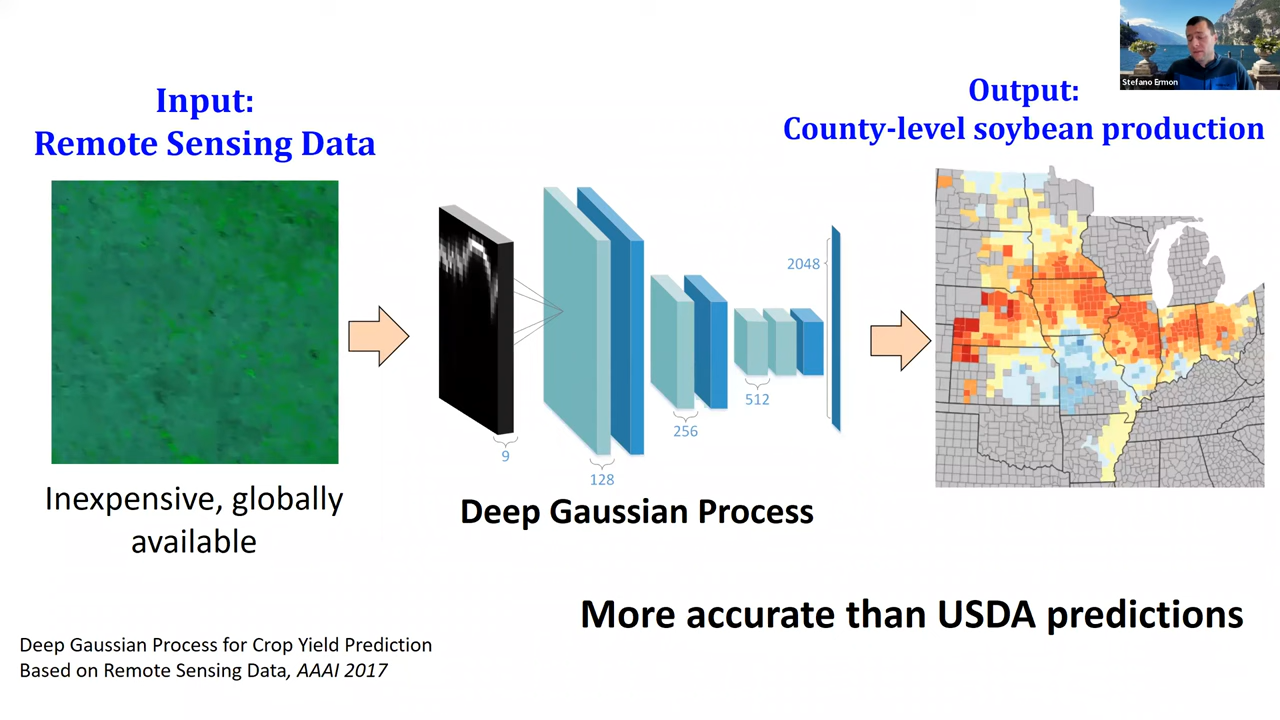 Stefano Ermon
Input:
Remote Sensing Data
Output:
County-level soybean production
2048
512
256
9
128
Inexpensive, globally
available
Deep Gaussian Process
More accurate than USDA predictions
Deep Gaussian Process for Crop Yield Prediction
Based on Remote Sensing Data, AAAI 2017